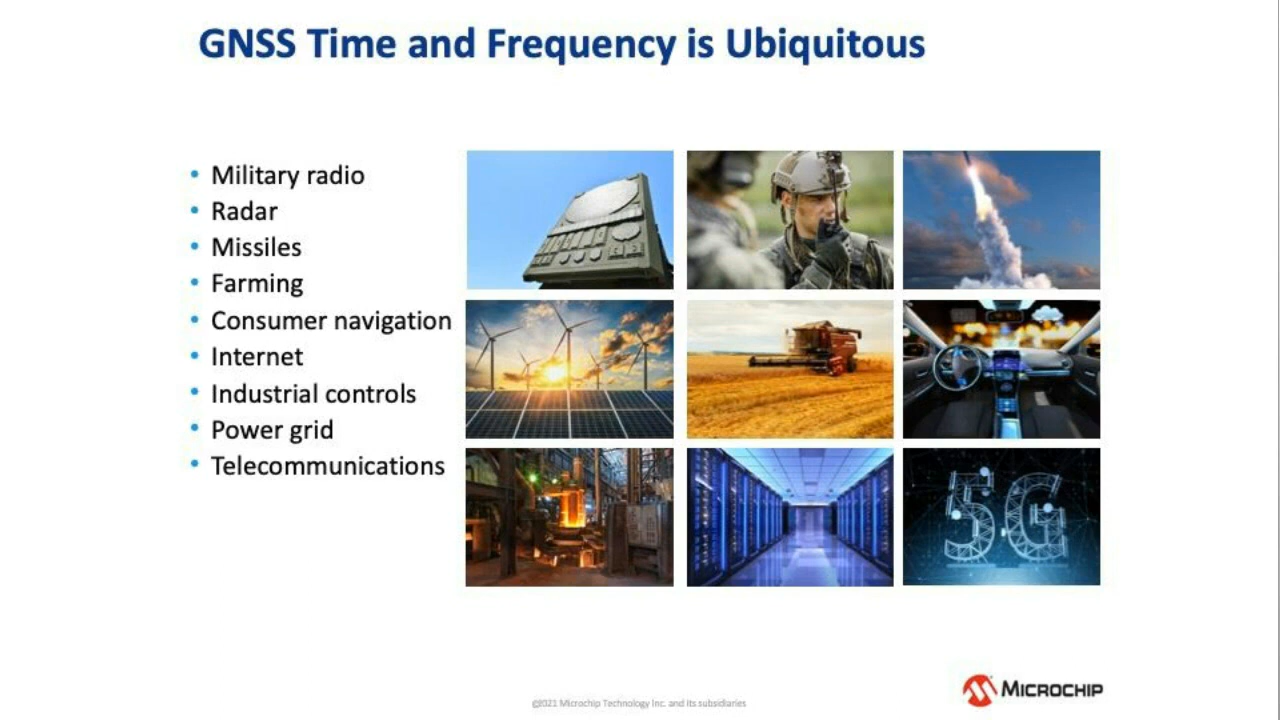 GNSS Time and Frequency is Ubiquitous
• Military radio
• Radar
• Missiles
• Farming
• Consumer navigation
• Internet
• Industrial controls
• Power grid
• Telecommunications
5G
©2021 Microchip Technology Inc. and its subsidiaries
MICROCHIP